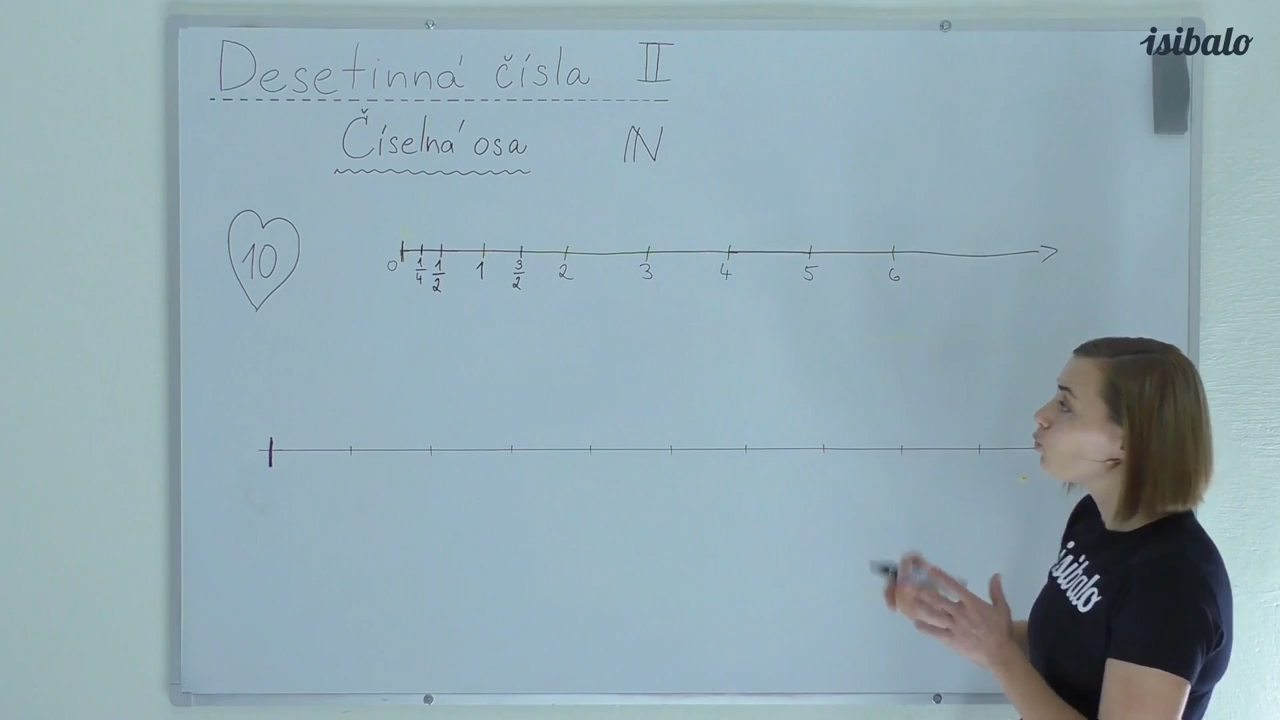 isibalo
Desetinná čísla II
Číselná osa ℕ
10
0 1/4 1/2 1 3/2 2 3 4 5 6
isibalo